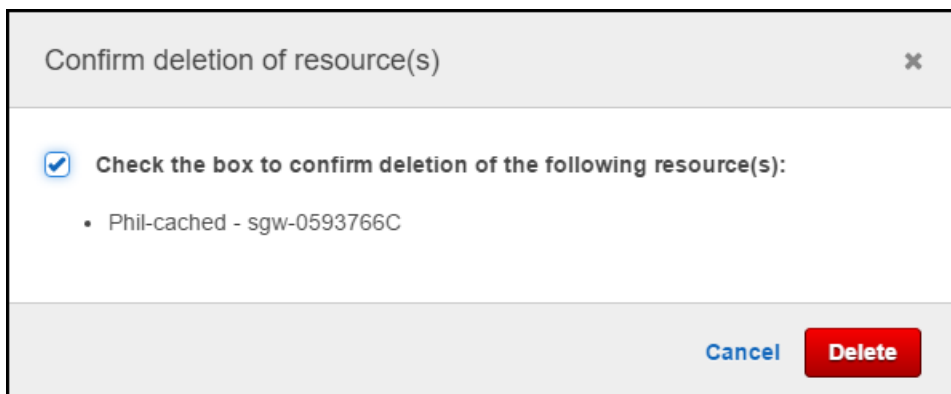 Confirm deletion of resource(s)
Check the box to confirm deletion of the following resource(s):
• Phil-cached - sgw-0593766C
Cancel
Delete